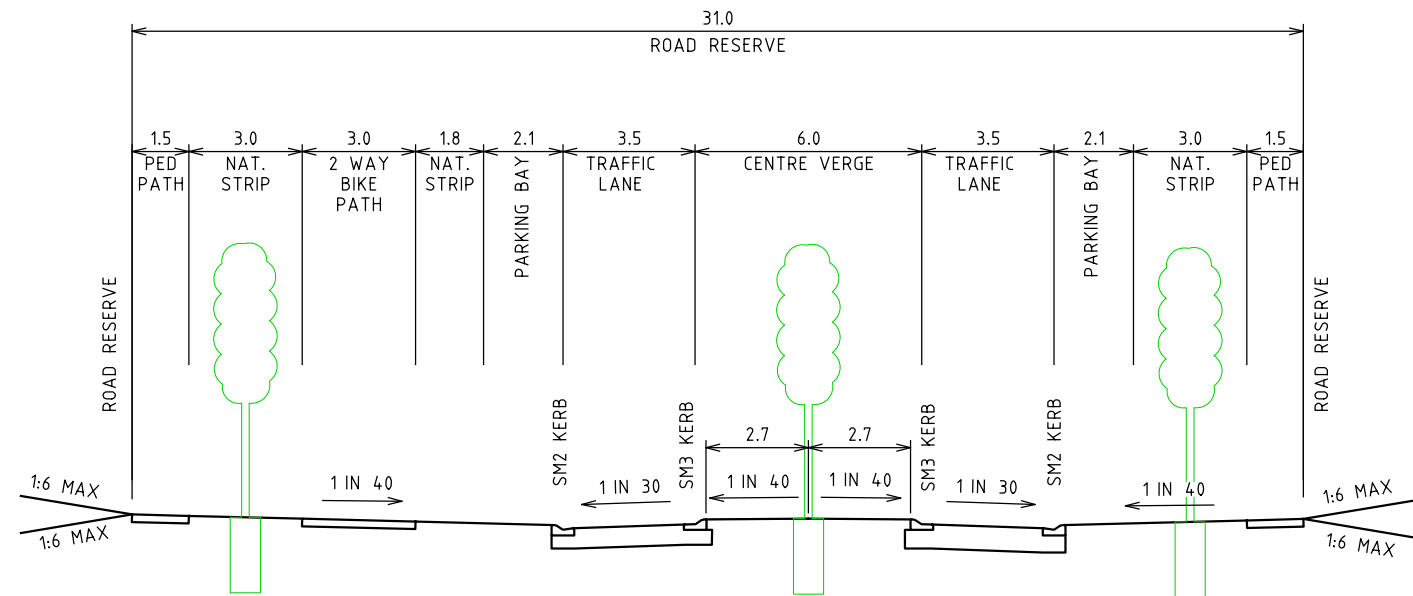 31.0
ROAD RESERVE
1.5
3.0
3.0
1.8
2.1
3.5
6.0
3.5
2.1
3.0
1.5
PED
PATH
NAT.
STRIP
2 WAY
BIKE
PATH
NAT.
STRIP
PARKING BAY
TRAFFIC
LANE
CENTRE VERGE
TRAFFIC
LANE
PARKING BAY
NAT.
STRIP
PED
PATH
ROAD RESERVE
ROAD RESERVE
SM2 KERB
SM3 KERB
2.7
2.7
SM3 KERB
SM2 KERB
1:6 MAX
1 IN 40
1 IN 30
1 IN 40
1 IN 40
1 IN 30
1 IN 40
1:6 MAX
1:6 MAX
1:6 MAX